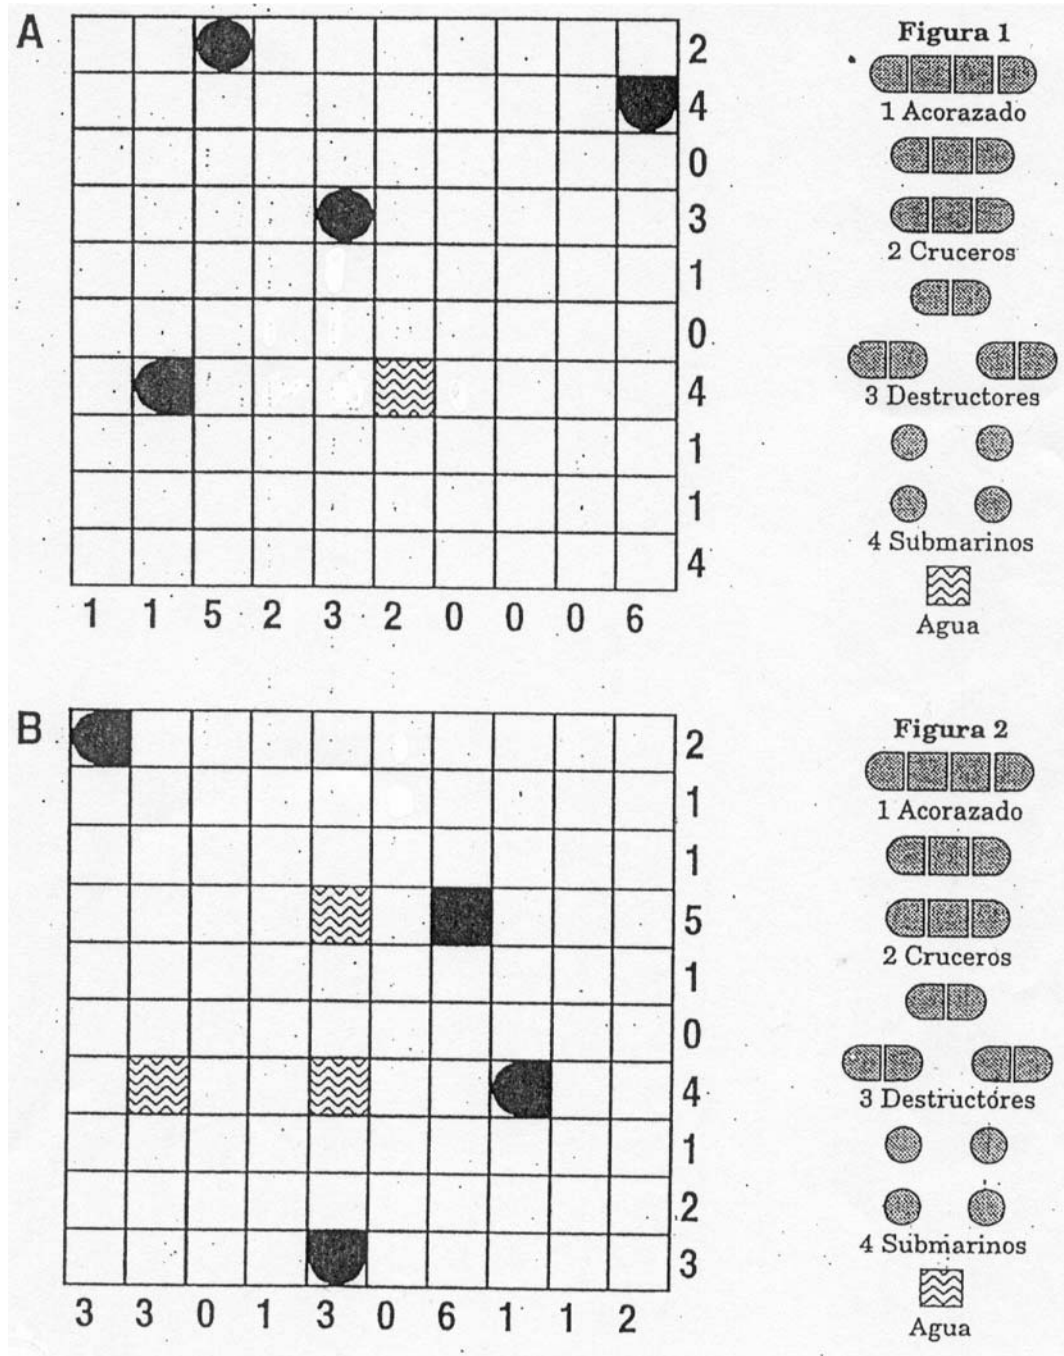 A
2
4
0
3
1
0
4
1
1
4
1 1 5 2 3 2 0 0 0 6
Figura 1
1 Acorazado
2 Cruceros
3 Destructores
4 Submarinos
Agua
B
2
1
1
5
1
0
4
1
2
3
3 3 0 1 3 0 6 1 1 2
Figura 2
1 Acorazado
2 Cruceros
3 Destructores
4 Submarinos
Agua